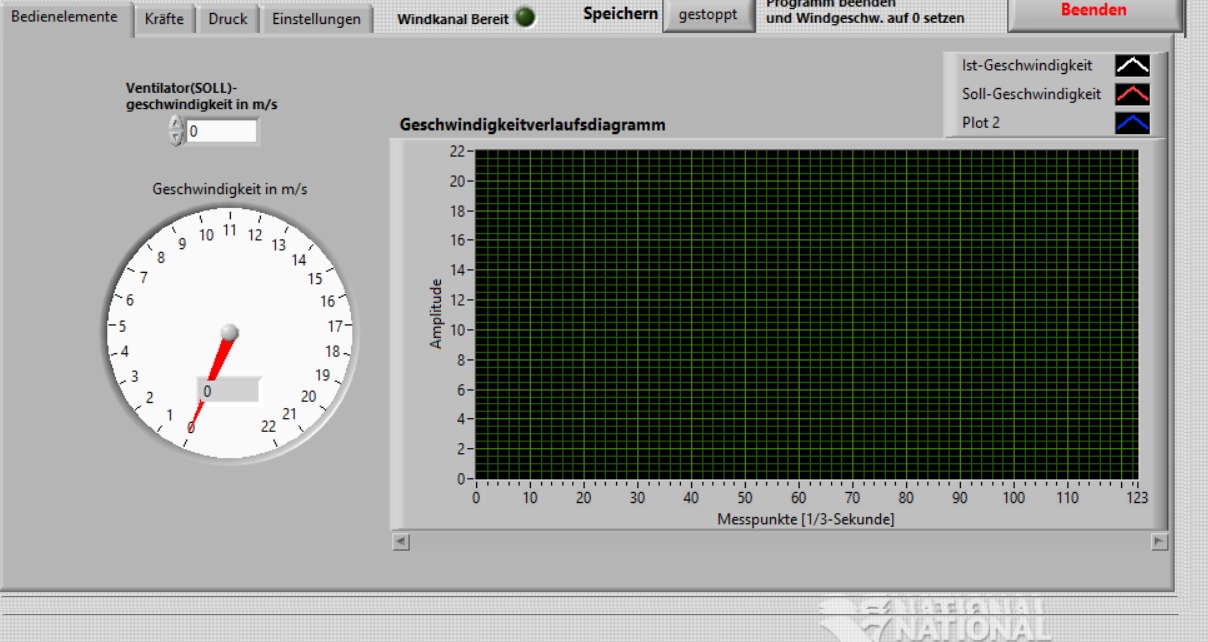 Bedienelemente
Kräfte
Druck
Einstellungen
Windkanal Bereit
Speichern
gestoppt
Programm beenden
und Windgeschw. auf 0 setzen
Beenden
Ist-Geschwindigkeit
Soll-Geschwindigkeit
Plot 2
Ventilator(SOLL)-
geschwindigkeit in m/s
0
Geschwindigkeit in m/s
0
1
2
3
4
5
6
7
8
9
10
11
12
13
14
15
16
17
18
19
20
21
22
0
Geschwindigkeitverlaufsdiagramm
Amplitude
22
20
18
16
14
12
10
8
6
4
2
0
0 10 20 30 40 50 60 70 80 90 100 110 123
Messpunkte [1/3-Sekunde]
NATIONAL
NATIONAL